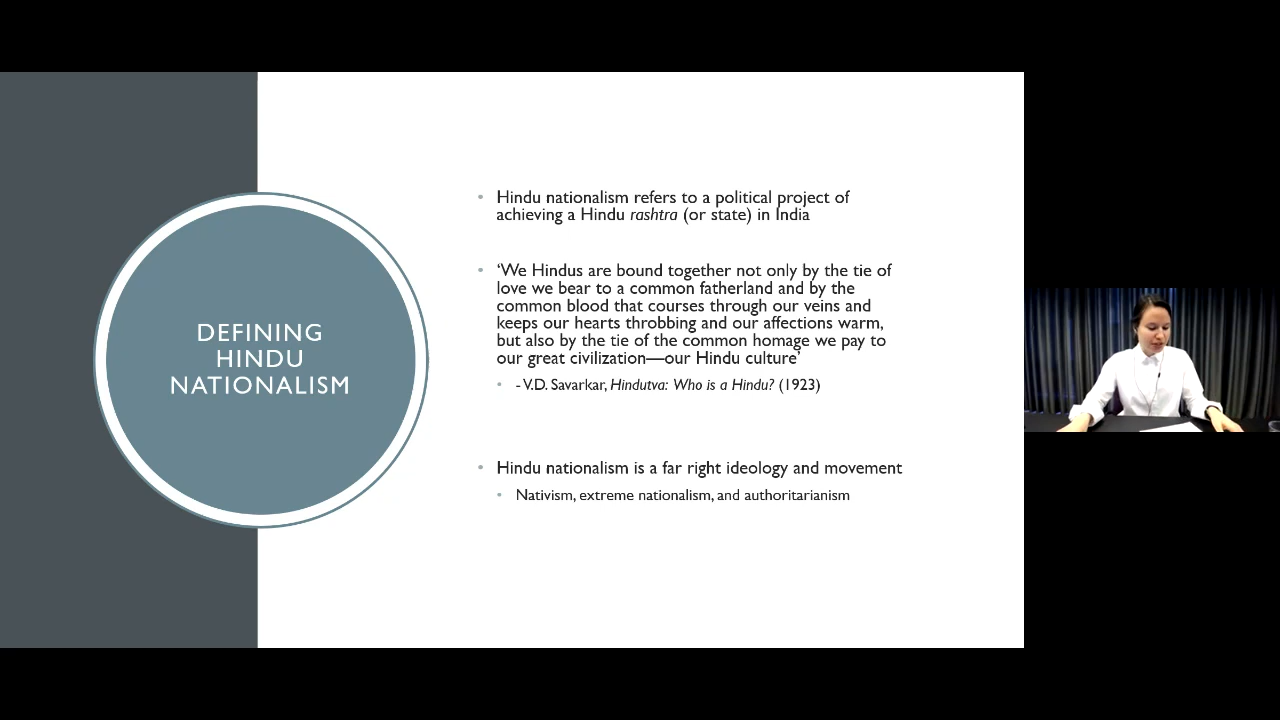 DEFINING
HINDU
NATIONALISM
• Hindu nationalism refers to a political project of
achieving a Hindu rashtra (or state) in India
• ‘We Hindus are bound together not only by the tie of
love we bear to a common fatherland and by the
common blood that courses through our veins and
keeps our hearts throbbing and our affections warm,
but also by the tie of the common homage we pay to
our great civilization—our Hindu culture’
• - V.D. Savarkar, Hindutva: Who is a Hindu? (1923)
• Hindu nationalism is a far right ideology and movement
• Nativism, extreme nationalism, and authoritarianism